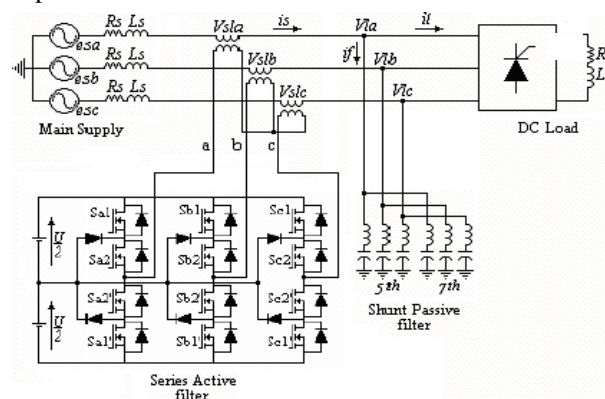 Rs Ls
Vsla
is
Vla
il
esa
Rs Ls
Vslb
if
Vlb
R
esb
Rs Ls
Vslc
Vlc
L
esc
Main Supply
DC Load
a
b
c
Sa1
Sb1
Sc1
U/2
Sa2
Sb2
Sc2
Sa2'
Sb2'
Sc2'
5th
7th
U/2
Sa1'
Sb1'
Sc1'
Shunt Passive
filter
Series Active
filter